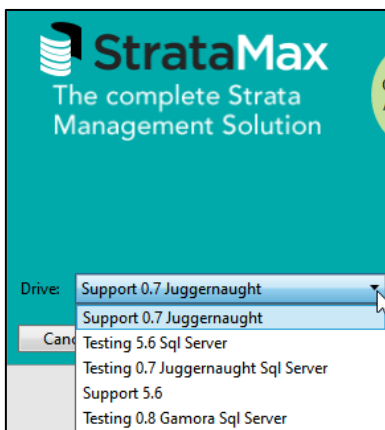 StrataMax
The complete Strata
Management Solution
Drive: Support 0.7 Juggernaught
Support 0.7 Juggernaught
Testing 5.6 Sql Server
Testing 0.7 Juggernaught Sql Server
Support 5.6
Testing 0.8 Gamora Sql Server